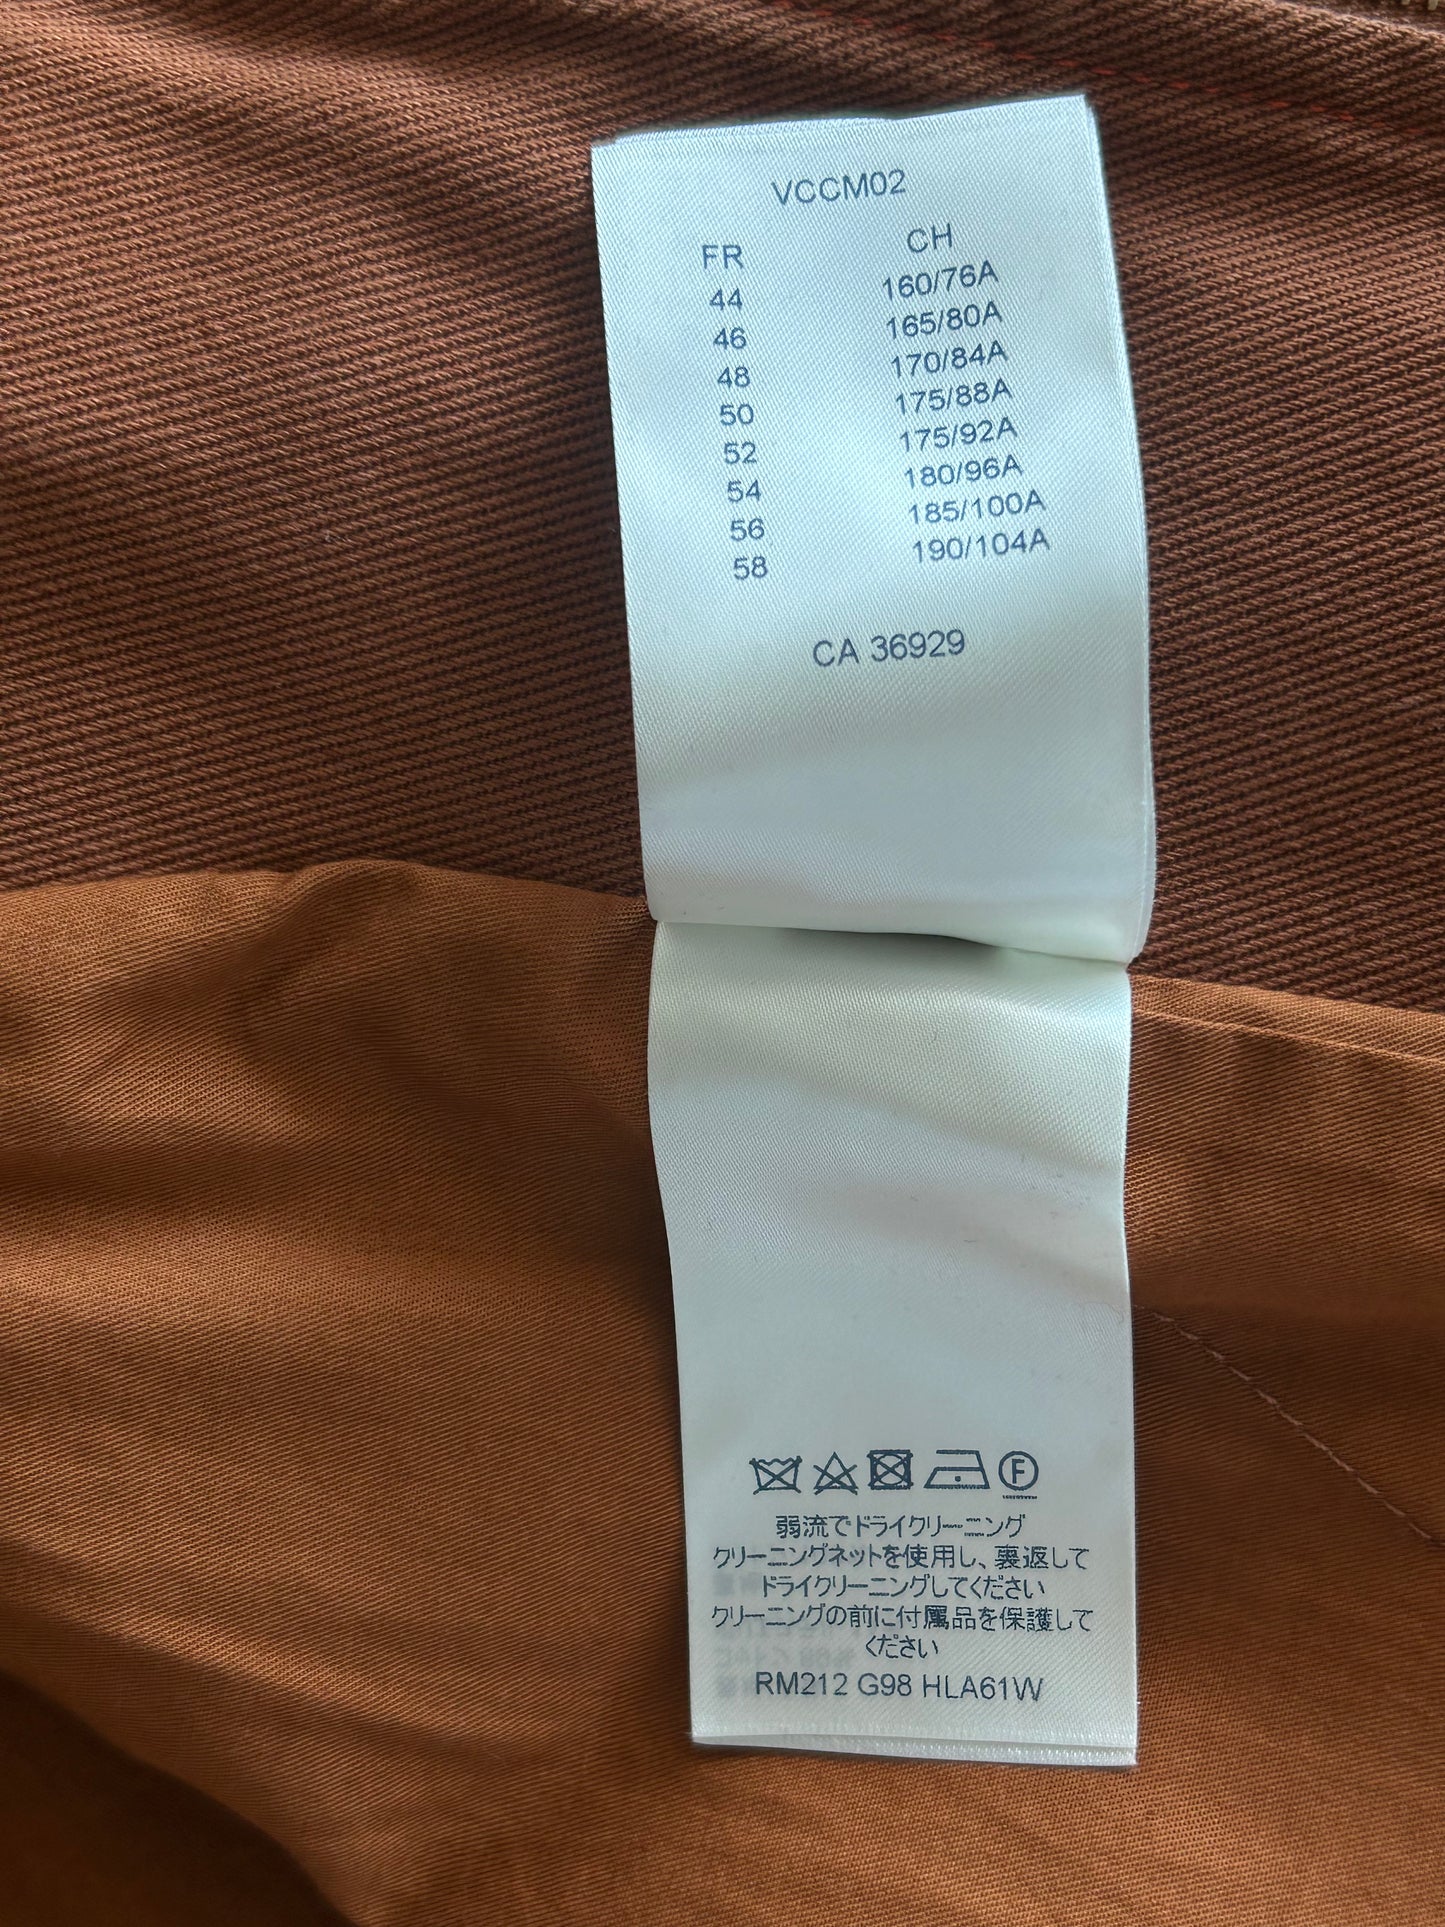 VCCM02
FR CH
44 160/76A
46 165/80A
48 170/84A
50 175/88A
52 175/92A
54 180/96A
56 185/100A
58 190/104A
CA 36929
F
弱流でドライクリーニング
クリーニングネットを使用し、裏返して
ドライクリーニングしてください
クリーニングの前に付属品を保護して
ください
RM212 G98 HLA61W